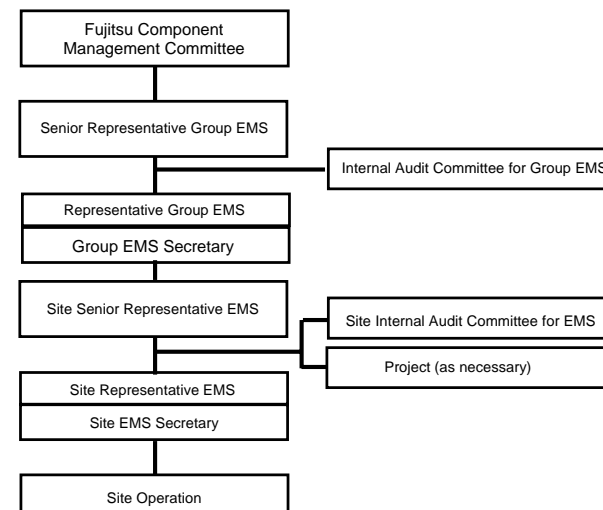 Fujitsu Component
Management Committee
Senior Representative Group EMS
Internal Audit Committee for Group EMS
Representative Group EMS
Group EMS Secretary
Site Senior Representative EMS
Site Internal Audit Committee for EMS
Project (as necessary)
Site Representative EMS
Site EMS Secretary
Site Operation